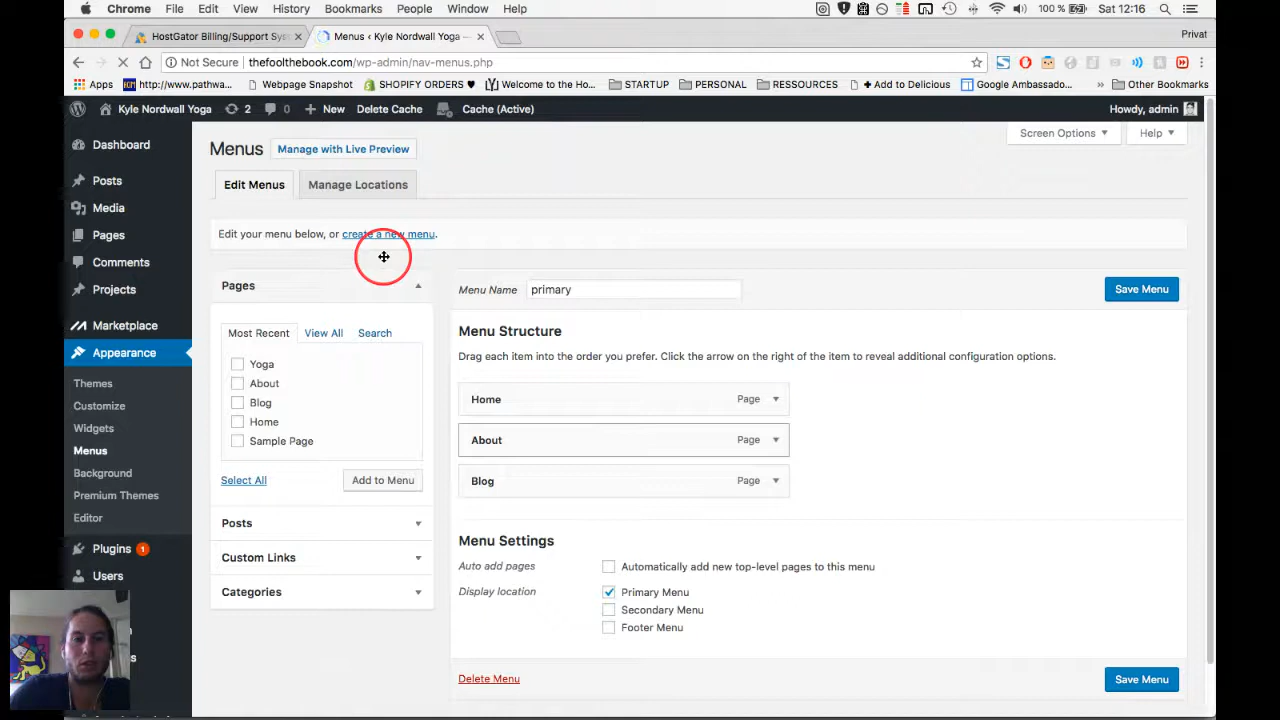 Chrome File Edit View History Bookmarks People Window Help 100 % Sat 12:16
HostGator Billing/Support Sys Menus ‹ Kyle Nordwall Yoga — Privat
Not Secure thefoolthebook.com/wp-admin/nav-menus.php
Apps http://www.pathwa... Webpage Snapshot SHOPIFY ORDERS ♥ Welcome to the Ho... STARTUP PERSONAL RESOURCES + Add to Delicious Google Ambassado... » Other Bookmarks
Kyle Nordwall Yoga 2 0 + New Delete Cache Cache (Active) Howdy, admin
Dashboard
Posts
Media
Pages
Comments
Projects
Marketplace
Appearance
Themes
Customize
Widgets
Menus
Background
Premium Themes
Editor
Plugins 1
Users
Screen Options Help
Menus Manage with Live Preview
Edit Menus Manage Locations
Edit your menu below, or create a new menu.
Pages
Most Recent View All Search
Yoga
About
Blog
Home
Sample Page
Select All Add to Menu
Posts
Custom Links
Categories
Menu Name primary Save Menu
Menu Structure
Drag each item into the order you prefer. Click the arrow on the right of the item to reveal additional configuration options.
Home Page
About Page
Blog Page
Menu Settings
Auto add pages Automatically add new top-level pages to this menu
Display location Primary Menu
Secondary Menu
Footer Menu
Delete Menu Save Menu